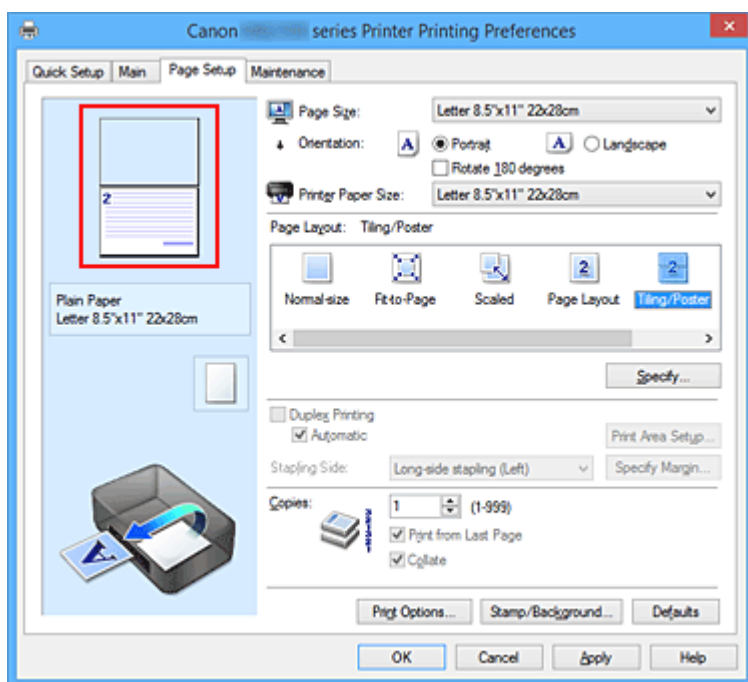 Canon series Printer Printing Preferences
Quick Setup Main Page Setup Maintenance
Page Size: Letter 8.5"x11" 22x28cm
Orientation: A Portrait A Landscape
Rotate 180 degrees
Printer Paper Size: Letter 8.5"x11" 22x28cm
Page Layout: Tiling/Poster
2
2 2
Normal-size Fit-to-Page Scaled Page Layout Tiling/Poster
Plain Paper
Letter 8.5"x11" 22x28cm
Specify...
Duplex Printing
Automatic Print Area Setup...
Stapling Side: Long-side stapling (Left) Specify Margin...
Copies: 1 (1-999)
Print from Last Page
Collate
A
Print Options... Stamp/Background... Defaults
OK Cancel Apply Help